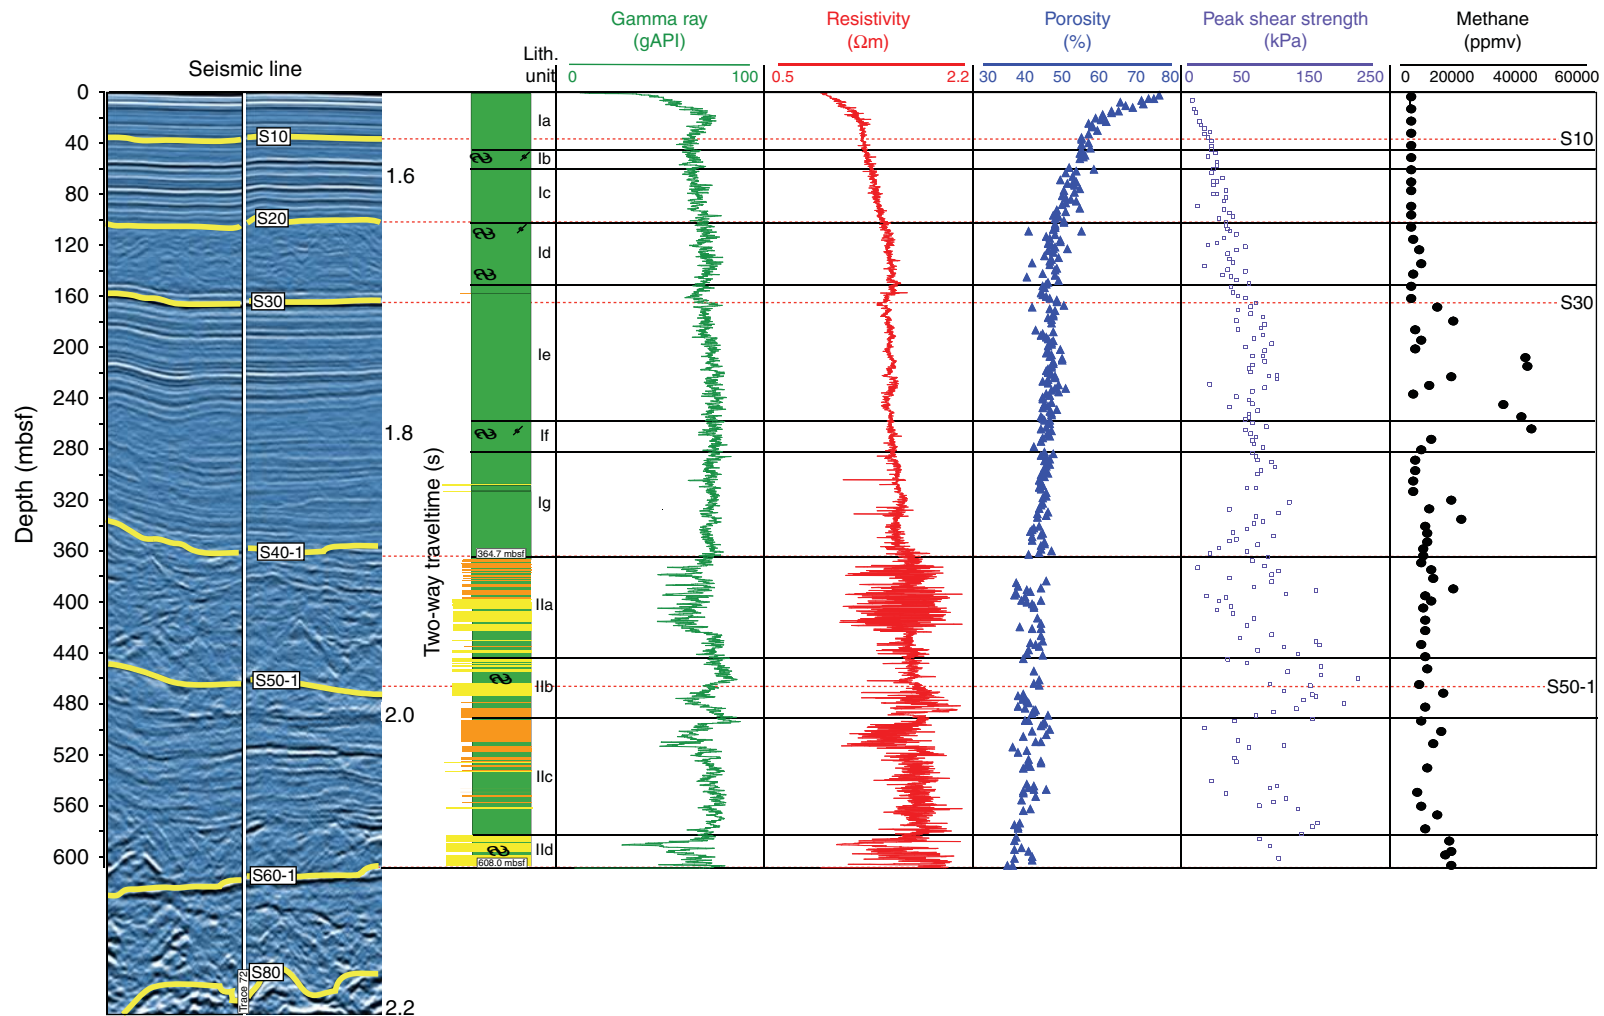 Gamma ray
(gAPI)
Resistivity
(Ωm)
Porosity
(%)
Peak shear strength
(kPa)
Methane
(ppmv)
Seismic line
Lith.
unit
0 100
0.5 2.2
30 40 50 60 70 80
0 50 150 250
0 20000 40000 60000
Depth (mbsf)
0
40
80
120
160
200
240
280
320
360
400
440
480
520
560
600
S10
S20
S30
S40-1
S50-1
S60-1
S80
Trace 72
Two-way traveltime (s)
1.6
1.8
2.0
2.2
Ia
Ib
Ic
Id
Ie
If
Ig
364.7 mbsf
IIa
IIb
IIc
IId
608.0 mbsf
S10
S30
S50-1